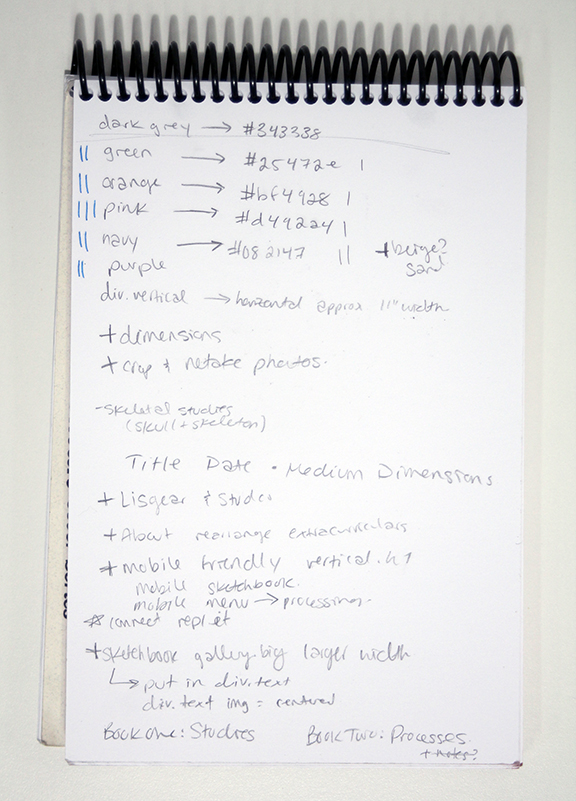 dark grey → #343338
|| green → #25472e |
|| orange → #bf4928 |
||| pink → #d49224 |
|| navy → #082147 || + beige?
sand
|| purple
div.vertical → horizontal approx 11" width
+ dimensions
+ crop & retake photos.
- skeletal studies
(skull + skeleton)
Title Date • Medium Dimensions
+ Lisgear & Studio
+ About rearrange extracurriculars
+ mobile friendly vertical.h1
mobile sketchbook.
mobile menu → processing.
* connect repl.it
+ sketchbook gallery.big larger width
↳ put in div.text
div.text img = centered
Book One: Studies Book Two: Processes.
+ notes?